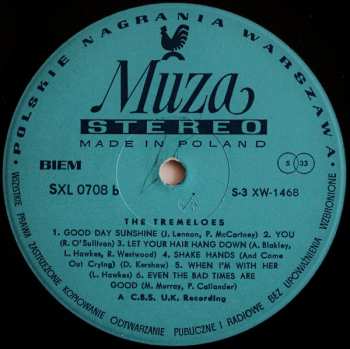 • POLSKIE NAGRANIA WARSZAWA •
Muza
STEREO
MADE IN POLAND
BIEM
S 33
SXL 0708 b
S-3 XW-1468
THE TREMELOES
1. GOOD DAY SUNSHINE (J. Lennon, P. McCartney) 2. YOU
(R. O'Sullivan) 3. LET YOUR HAIR HANG DOWN (A. Blakley,
L. Hawkes, R. Westwood) 4. SHAKE HANDS (And Come
Out Crying) (D. Kershaw) 5. WHEN I'M WITH HER
(L. Hawkes) 6. EVEN THE BAD TIMES ARE
GOOD (M. Murray, P. Callander)
A C.B.S. U.K. Recording
WSZELKIE PRAWA ZASTRZEŻONE KOPIOWANIE ODTWARZANIE PUBLICZNE I RADIOWE BEZ UPOWAŻNIENIA WZBRONIONE